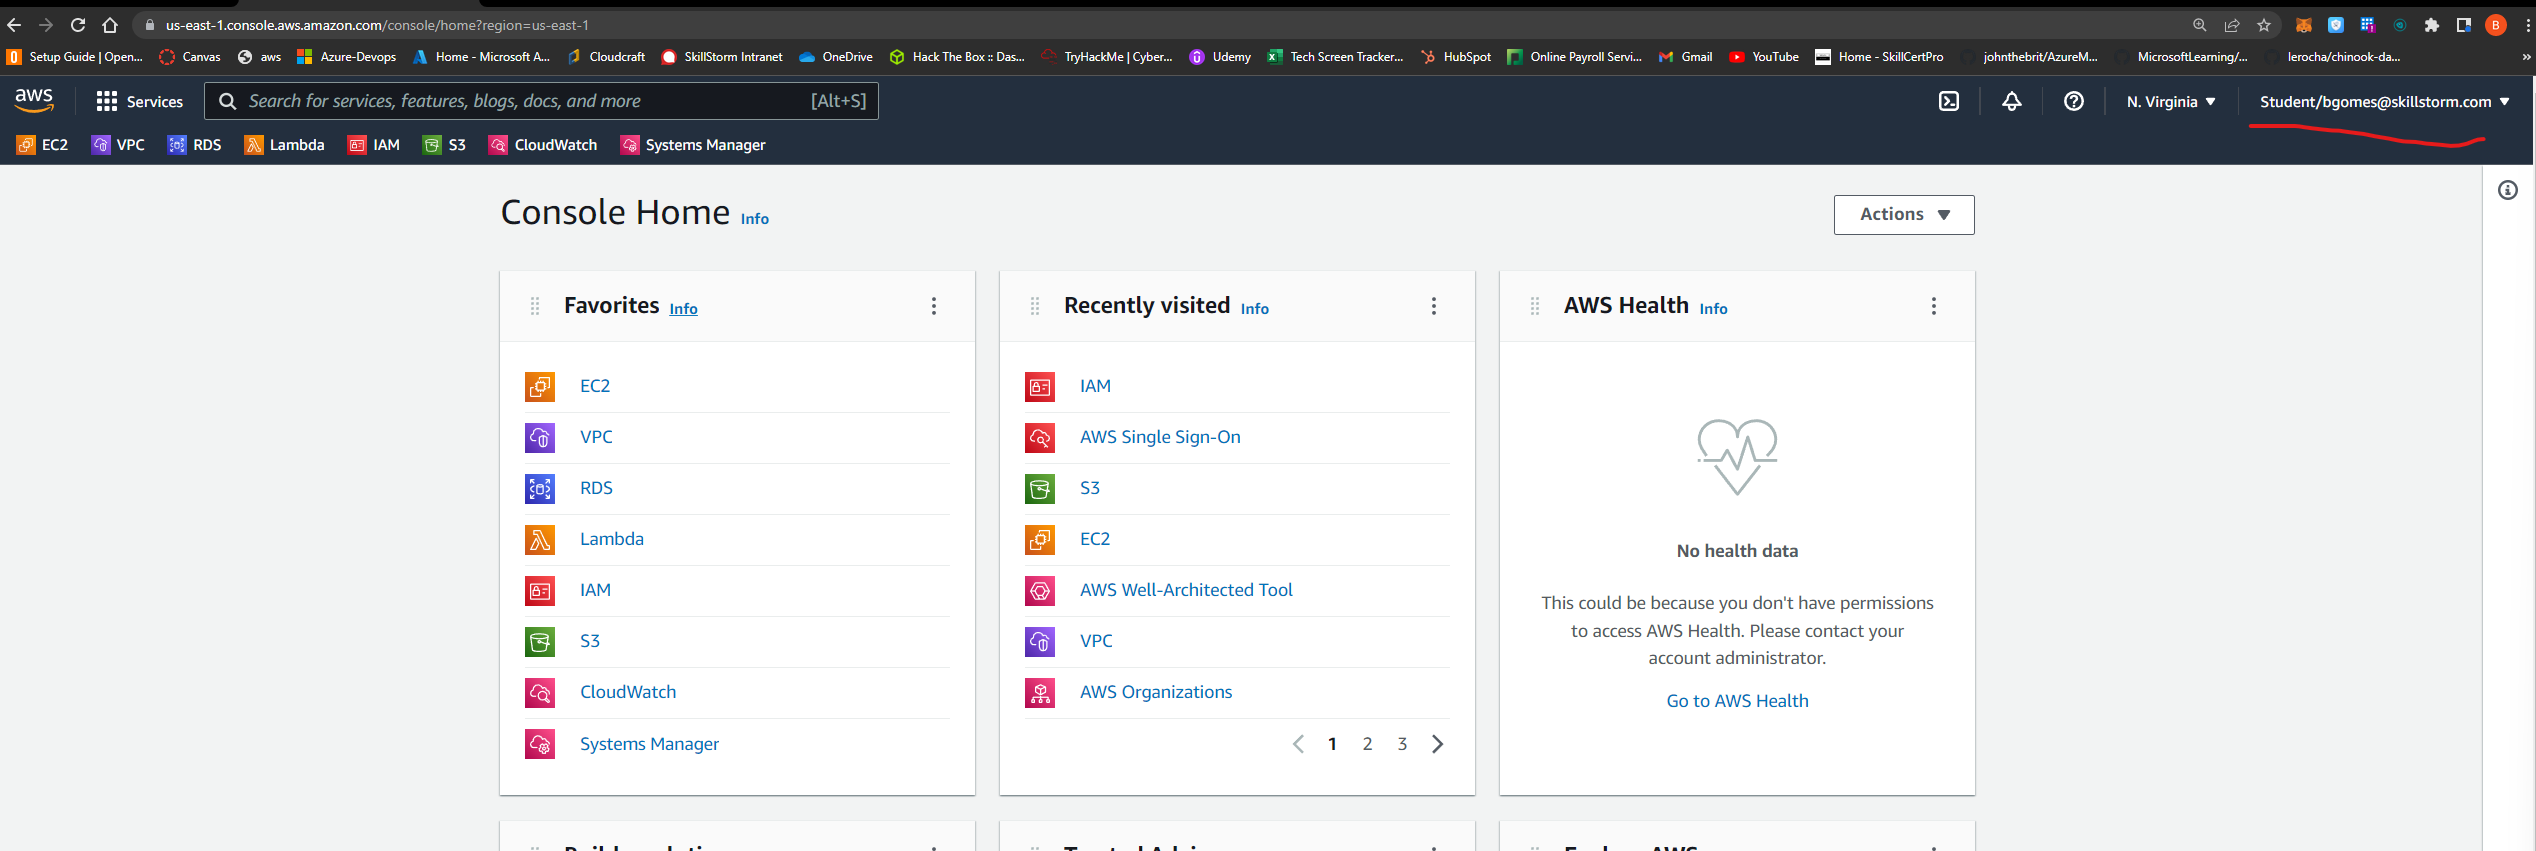 us-east-1.console.aws.amazon.com/console/home?region=us-east-1
B
Setup Guide | Open... Canvas aws Azure-Devops Home - Microsoft A... Cloudcraft SkillStorm Intranet OneDrive Hack The Box :: Das... TryHackMe | Cyber... Udemy Tech Screen Tracker... HubSpot Online Payroll Servi... Gmail YouTube Home - SkillCertPro johnthebrit/AzureM... MicrosoftLearning/... lerocha/chinook-da... »
aws Services Search for services, features, blogs, docs, and more [Alt+S] N. Virginia Student/bgomes@skillstorm.com
EC2 VPC RDS Lambda IAM S3 CloudWatch Systems Manager
Console Home Info
Actions
Favorites Info
EC2
VPC
RDS
Lambda
IAM
S3
CloudWatch
Systems Manager
Recently visited Info
IAM
AWS Single Sign-On
S3
EC2
AWS Well-Architected Tool
VPC
AWS Organizations
1 2 3
AWS Health Info
No health data
This could be because you don't have permissions
to access AWS Health. Please contact your
account administrator.
Go to AWS Health